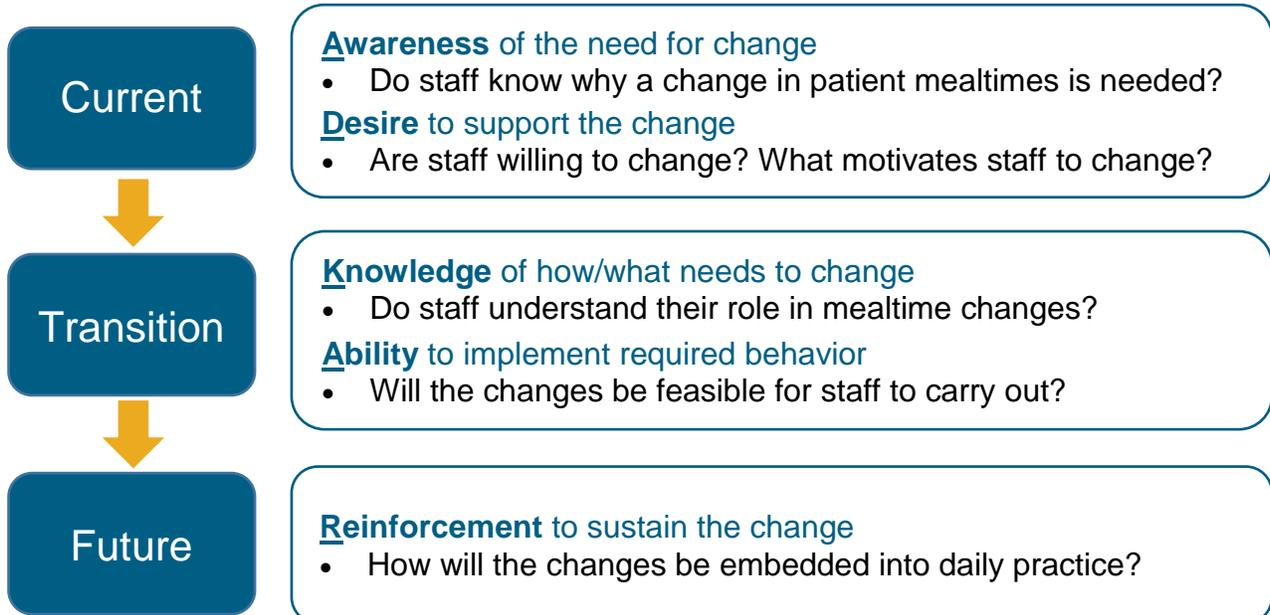 Current
Awareness of the need for change
• Do staff know why a change in patient mealtimes is needed?
Desire to support the change
• Are staff willing to change? What motivates staff to change?
Transition
Knowledge of how/what needs to change
• Do staff understand their role in mealtime changes?
Ability to implement required behavior
• Will the changes be feasible for staff to carry out?
Future
Reinforcement to sustain the change
• How will the changes be embedded into daily practice?